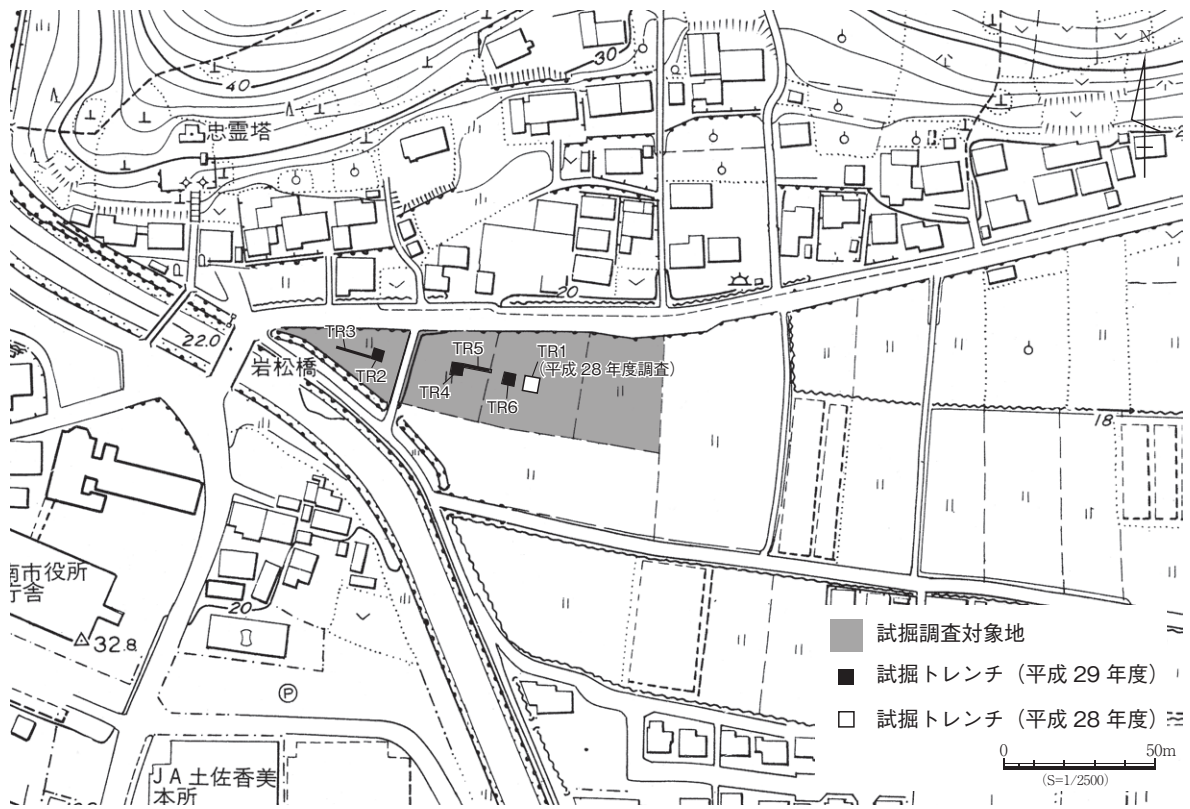 40
30
N
忠霊塔
20
22.0
岩松橋
TR3
TR2
TR5
TR4
TR6
TR1
(平成 28 年度調査)
18
南市役所
庁舎
20
32.8
P
JA 土佐香美
本所
試掘調査対象地
試掘トレンチ（平成 29 年度）
試掘トレンチ（平成 28 年度）
0
50m
(S=1/2500)